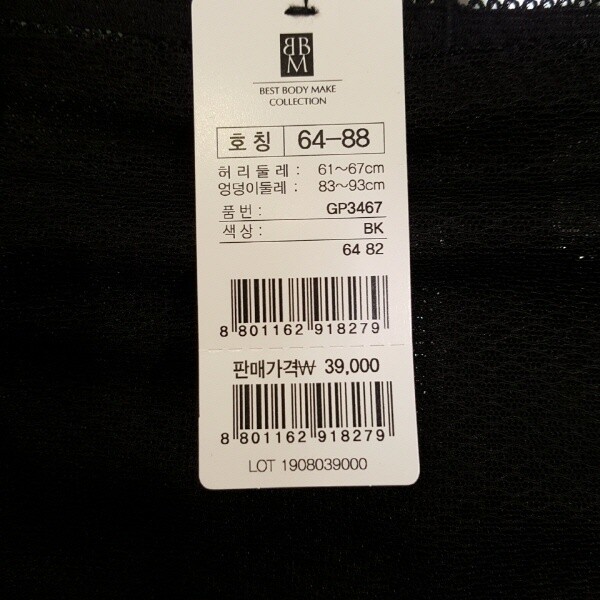 BBM
BEST BODY MAKE
COLLECTION
호칭 64-88
허리둘레 : 61~67cm
엉덩이둘레 : 83~93cm
품번 : GP3467
색상 : BK
64 82
8 801162 918279
판매가격₩ 39,000
8 801162 918279
LOT 1908039000